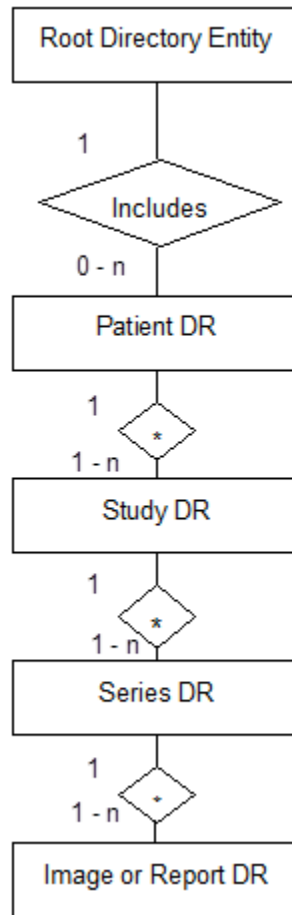 Root Directory Entity
1
Includes
0 - n
Patient DR
1
*
1 - n
Study DR
1
*
1 - n
Series DR
1
*
1 - n
Image or Report DR